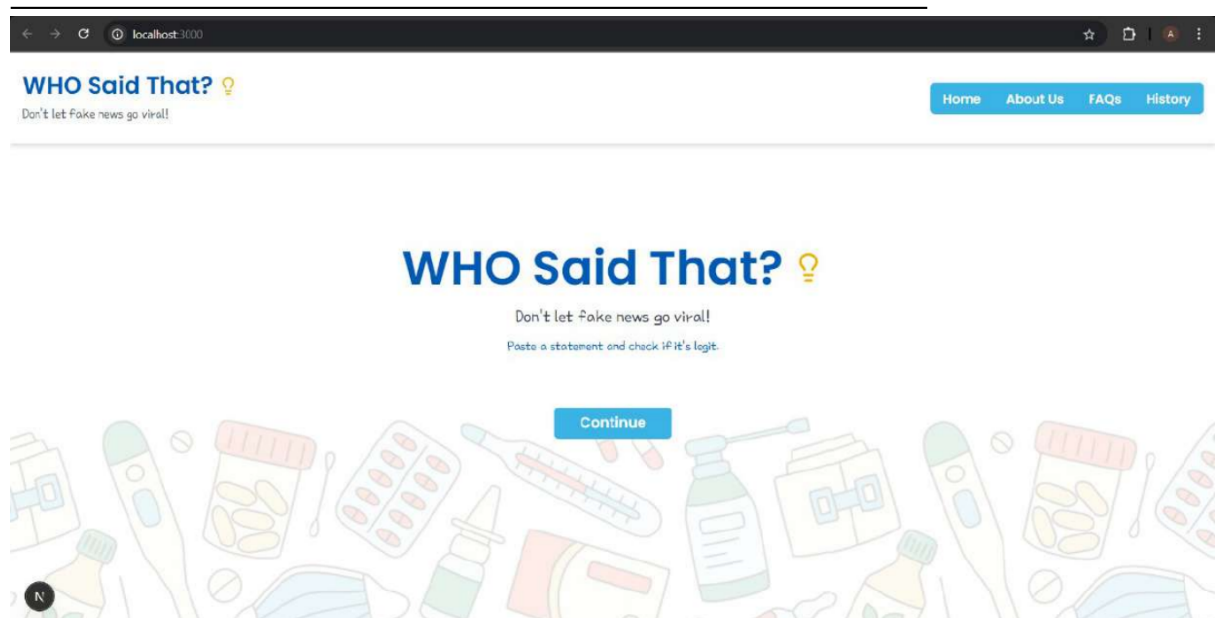 localhost:3000
WHO Said That?
Don't let fake news go viral!
Home About Us FAQs History
WHO Said That?
Don't let fake news go viral!
Paste a statement and check if it's legit.
Continue
A
N